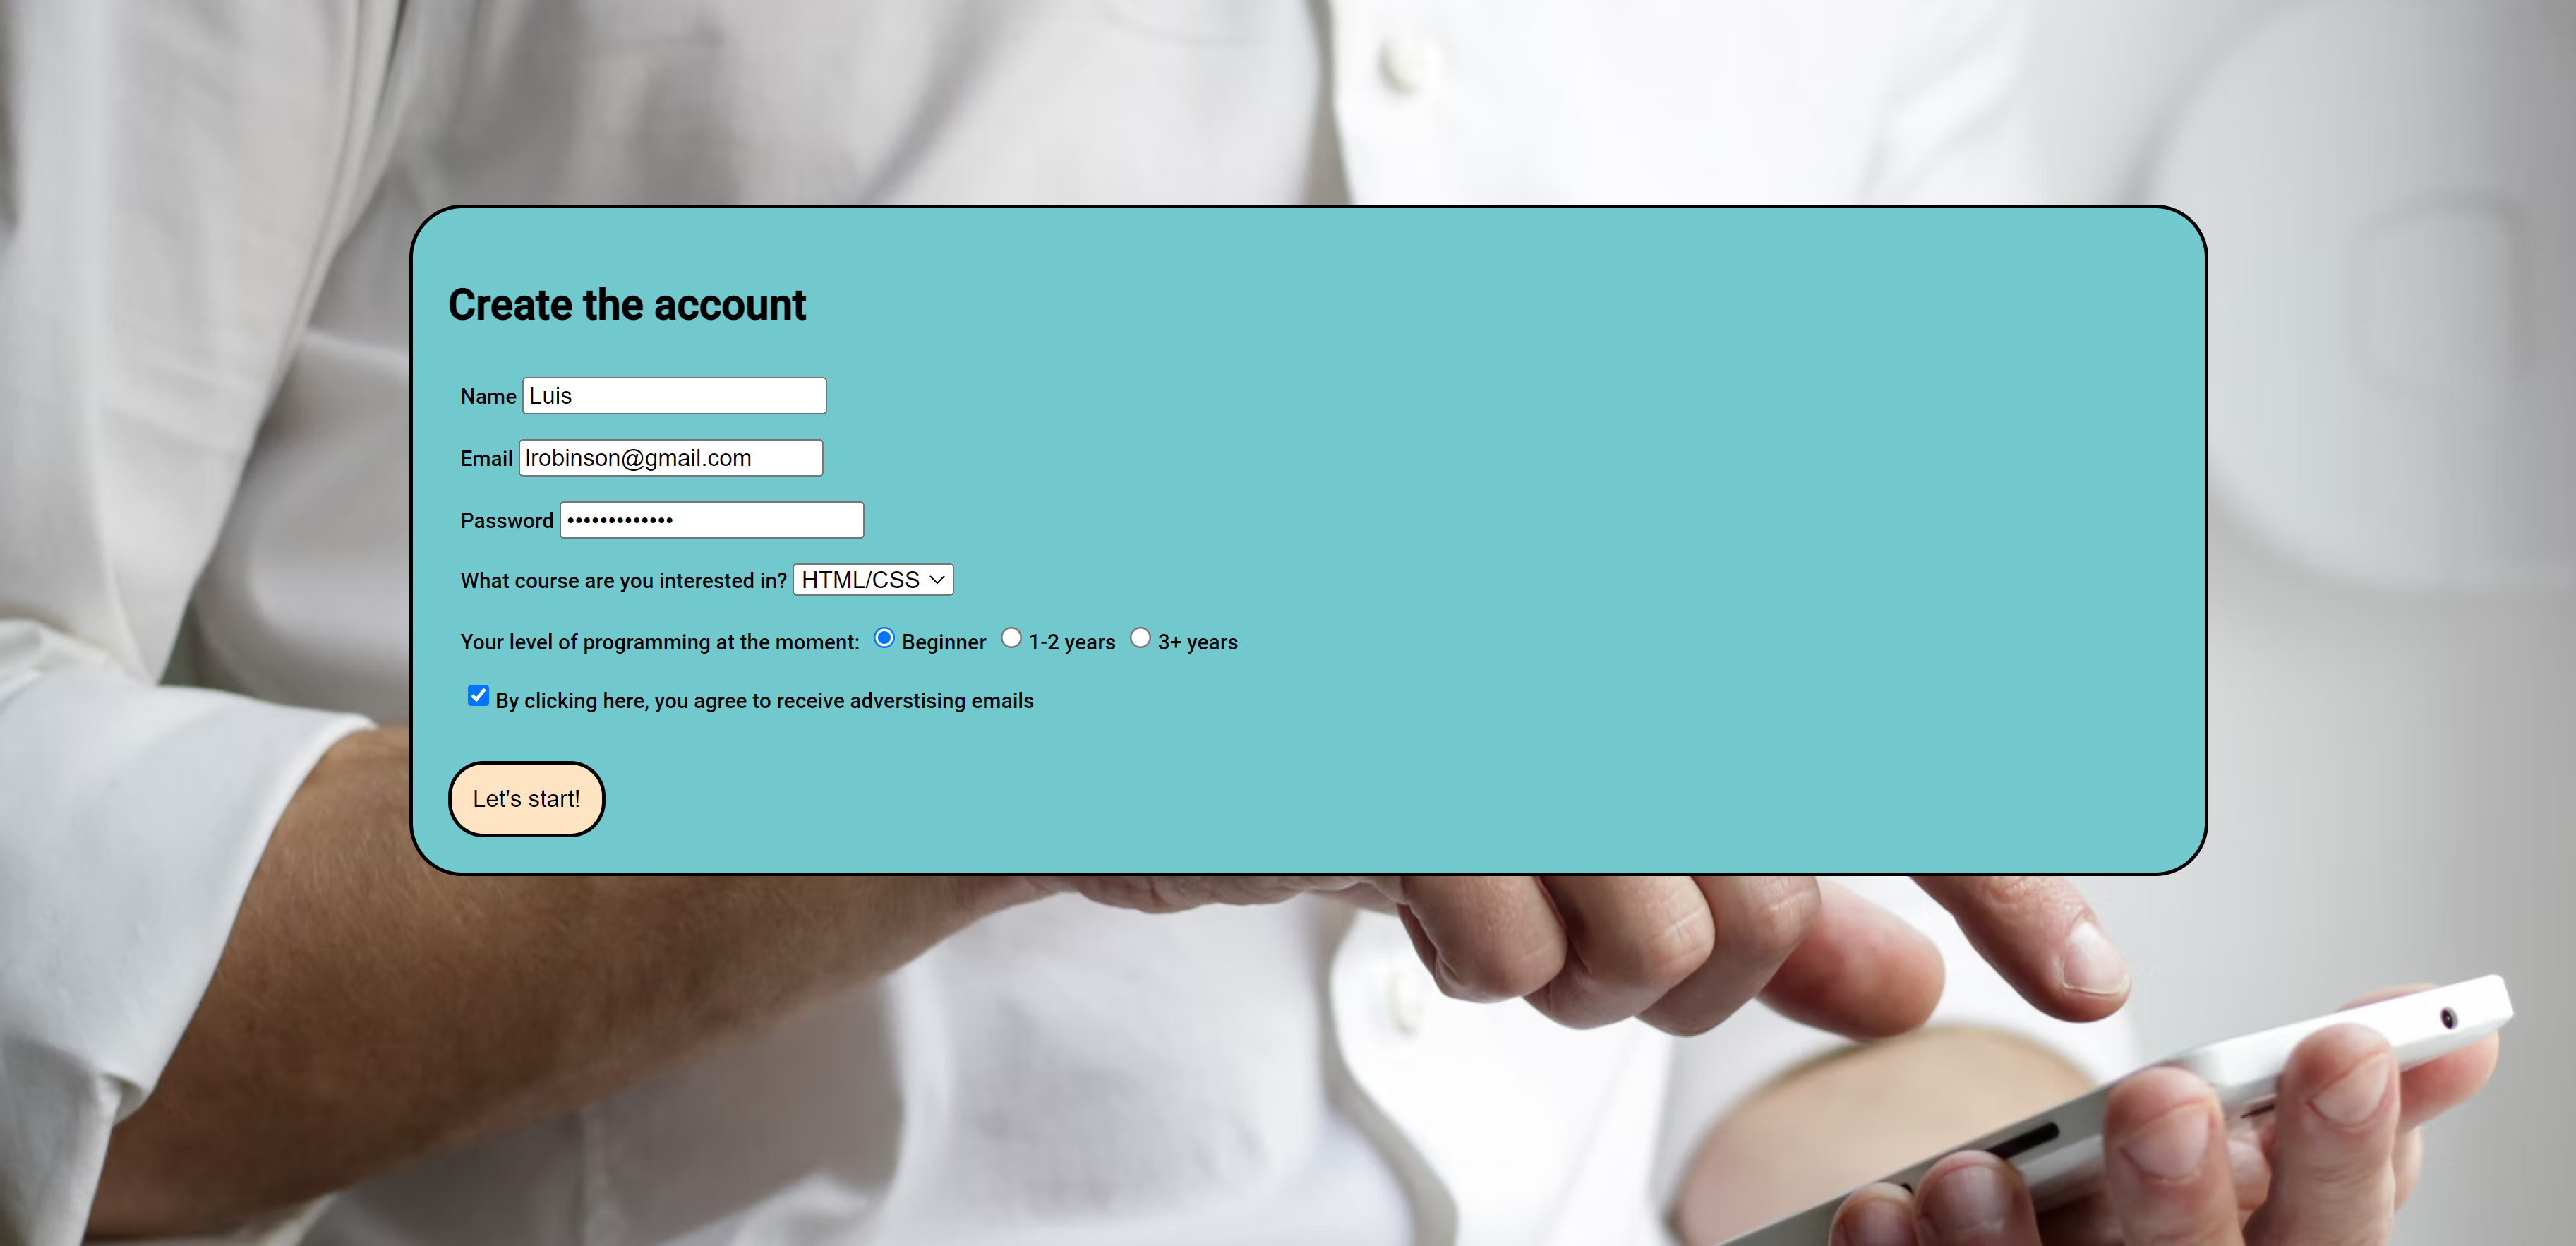 Create the account
Name Luis
Email lrobinson@gmail.com
Password •••••••••••••
What course are you interested in? HTML/CSS
Your level of programming at the moment: Beginner 1-2 years 3+ years
By clicking here, you agree to receive adverstising emails
Let's start!